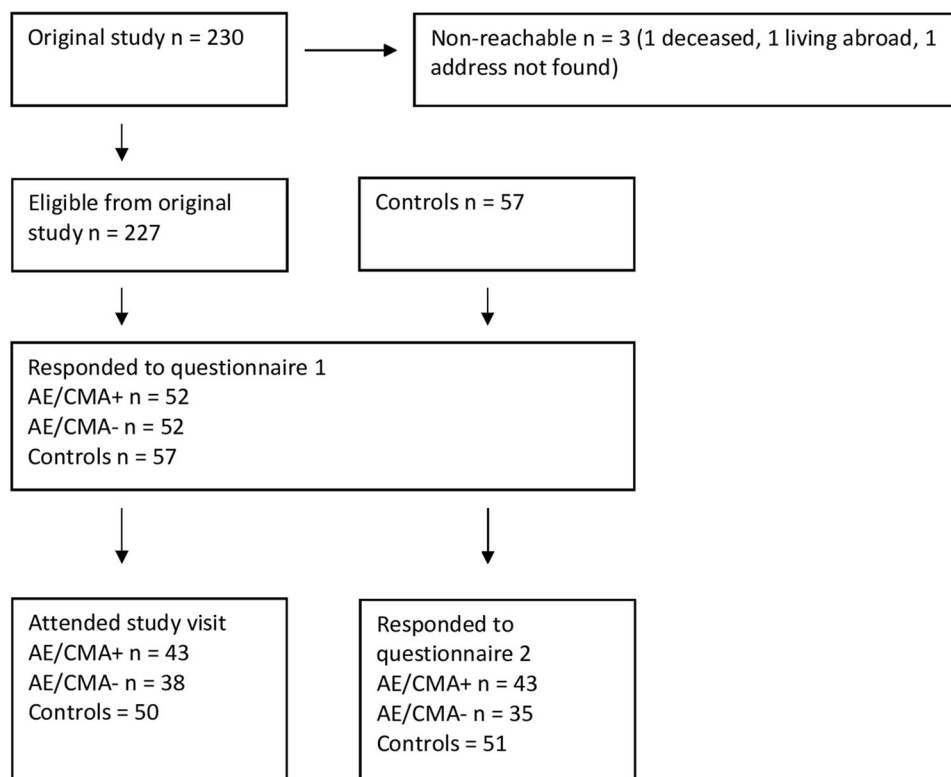 Original study n = 230
Non-reachable n = 3 (1 deceased, 1 living abroad, 1
address not found)
Eligible from original
study n = 227
Controls n = 57
Responded to questionnaire 1
AE/CMA+ n = 52
AE/CMA- n = 52
Controls n = 57
Attended study visit
AE/CMA+ n = 43
AE/CMA- n = 38
Controls = 50
Responded to
questionnaire 2
AE/CMA+ n = 43
AE/CMA- n = 35
Controls = 51